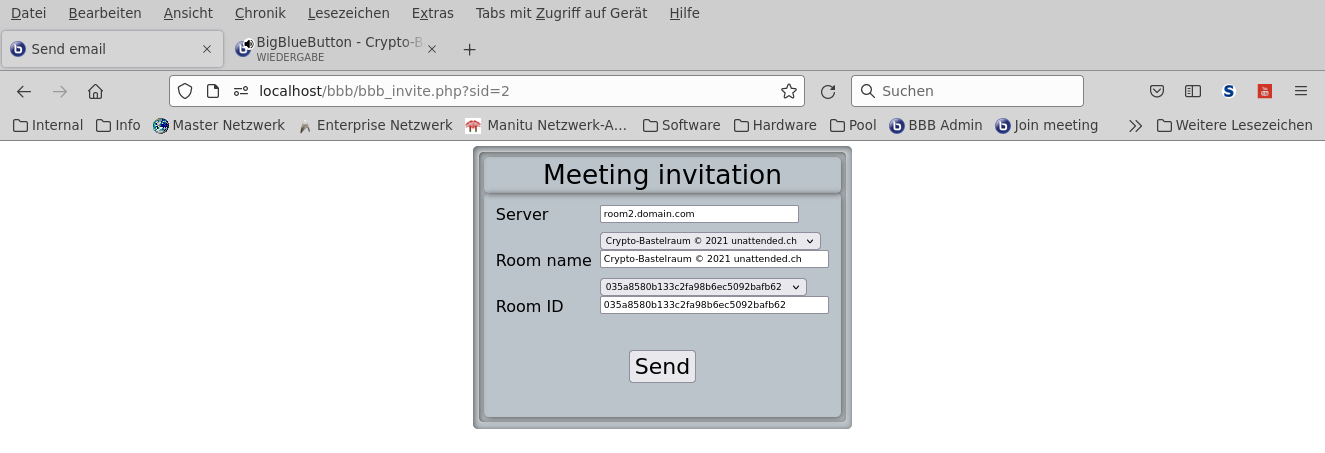 Datei Bearbeiten Ansicht Chronik Lesezeichen Extras Tabs mit Zugriff auf Gerät Hilfe
Send email
BigBlueButton - Crypto-B
WIEDERGABE
localhost/bbb/bbb_invite.php?sid=2
Suchen
Internal Info Master Netzwerk Enterprise Netzwerk Manitu Netzwerk-A... Software Hardware Pool BBB Admin Join meeting Weitere Lesezeichen
Meeting invitation
Server room2.domain.com
Crypto-Bastelraum © 2021 unattended.ch
Room name Crypto-Bastelraum © 2021 unattended.ch
035a8580b133c2fa98b6ec5092bafb62
Room ID 035a8580b133c2fa98b6ec5092bafb62
Send